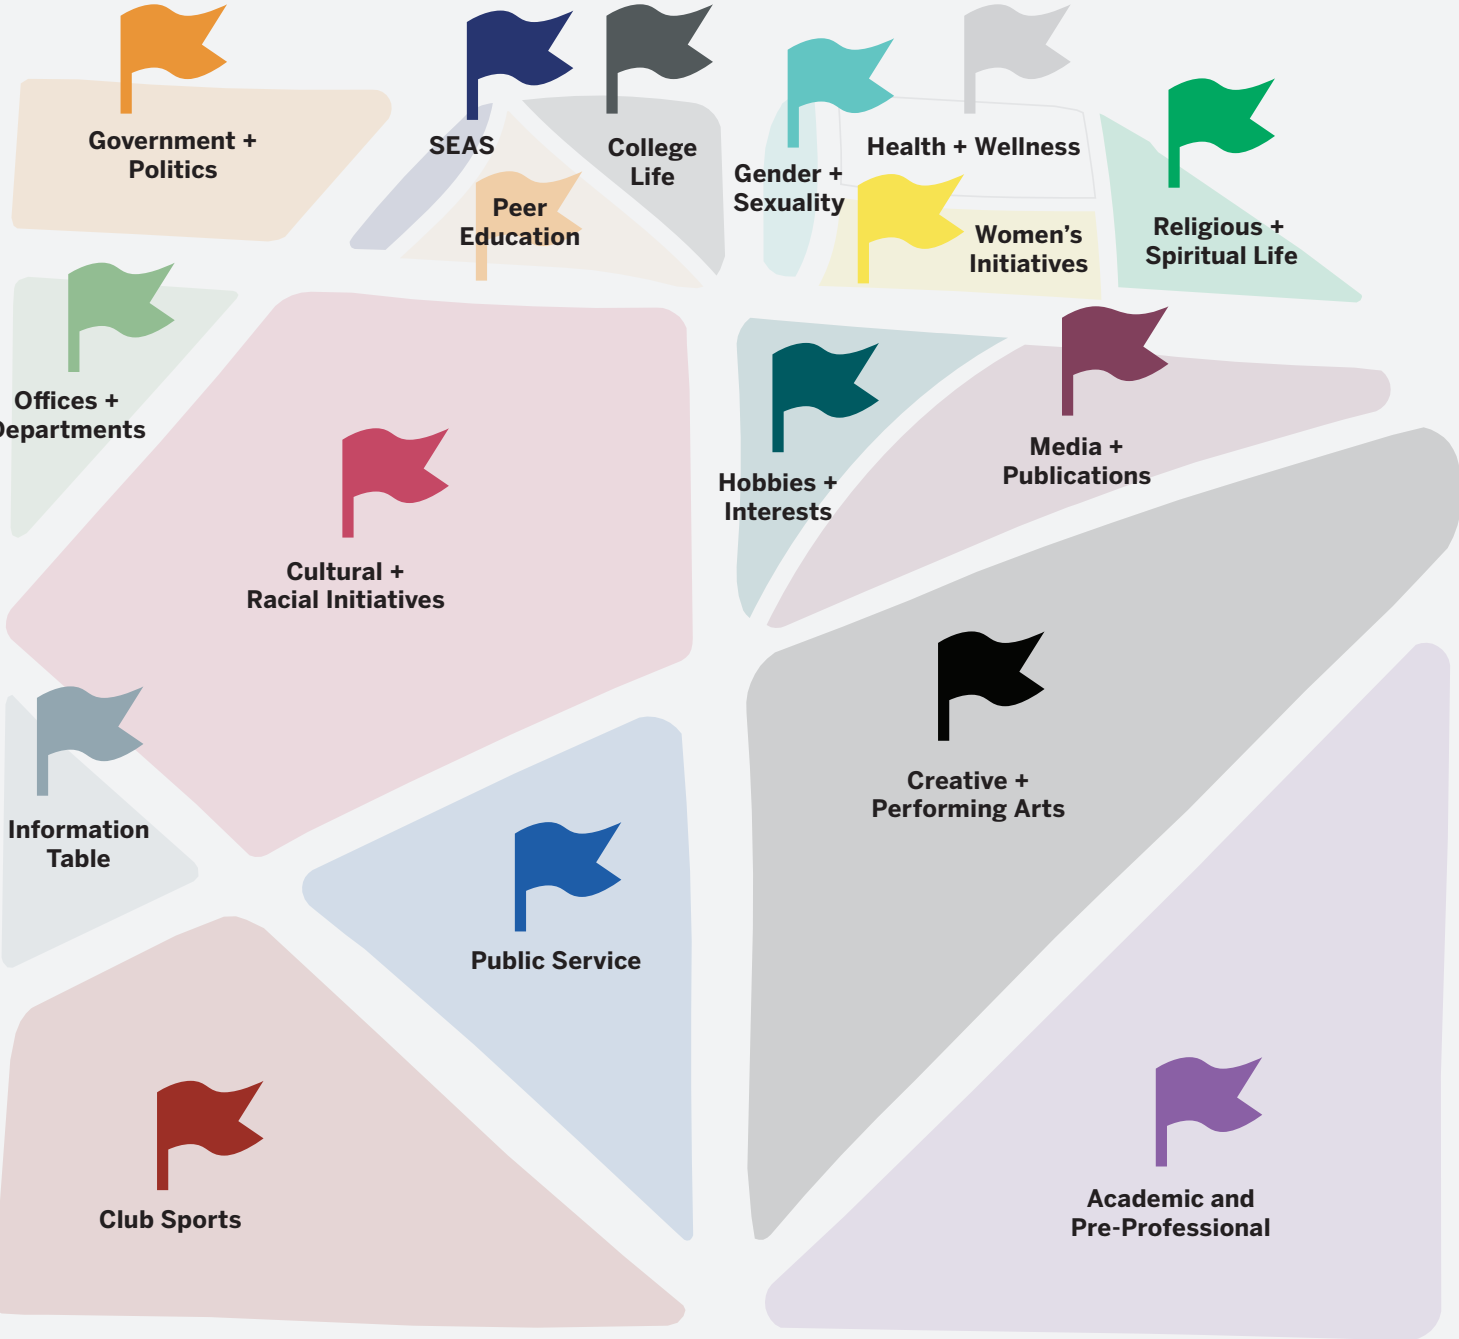 Government +
Politics
SEAS
College
Life
Peer
Education
Gender +
Sexuality
Health + Wellness
Women's
Initiatives
Religious +
Spiritual Life
Offices +
Departments
Cultural +
Racial Initiatives
Hobbies +
Interests
Media +
Publications
Information
Table
Public Service
Creative +
Performing Arts
Club Sports
Academic and
Pre-Professional